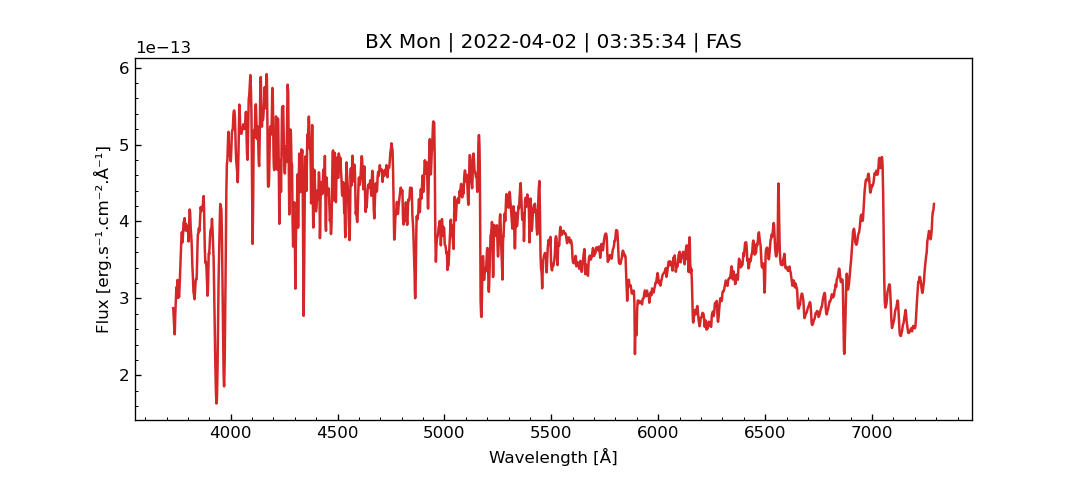 BX Mon | 2022-04-02 | 03:35:34 | FAS
1e−13
6
5
4
3
2
Flux [erg.s⁻¹.cm⁻².Å⁻¹]
4000 4500 5000 5500 6000 6500 7000
Wavelength [Å]